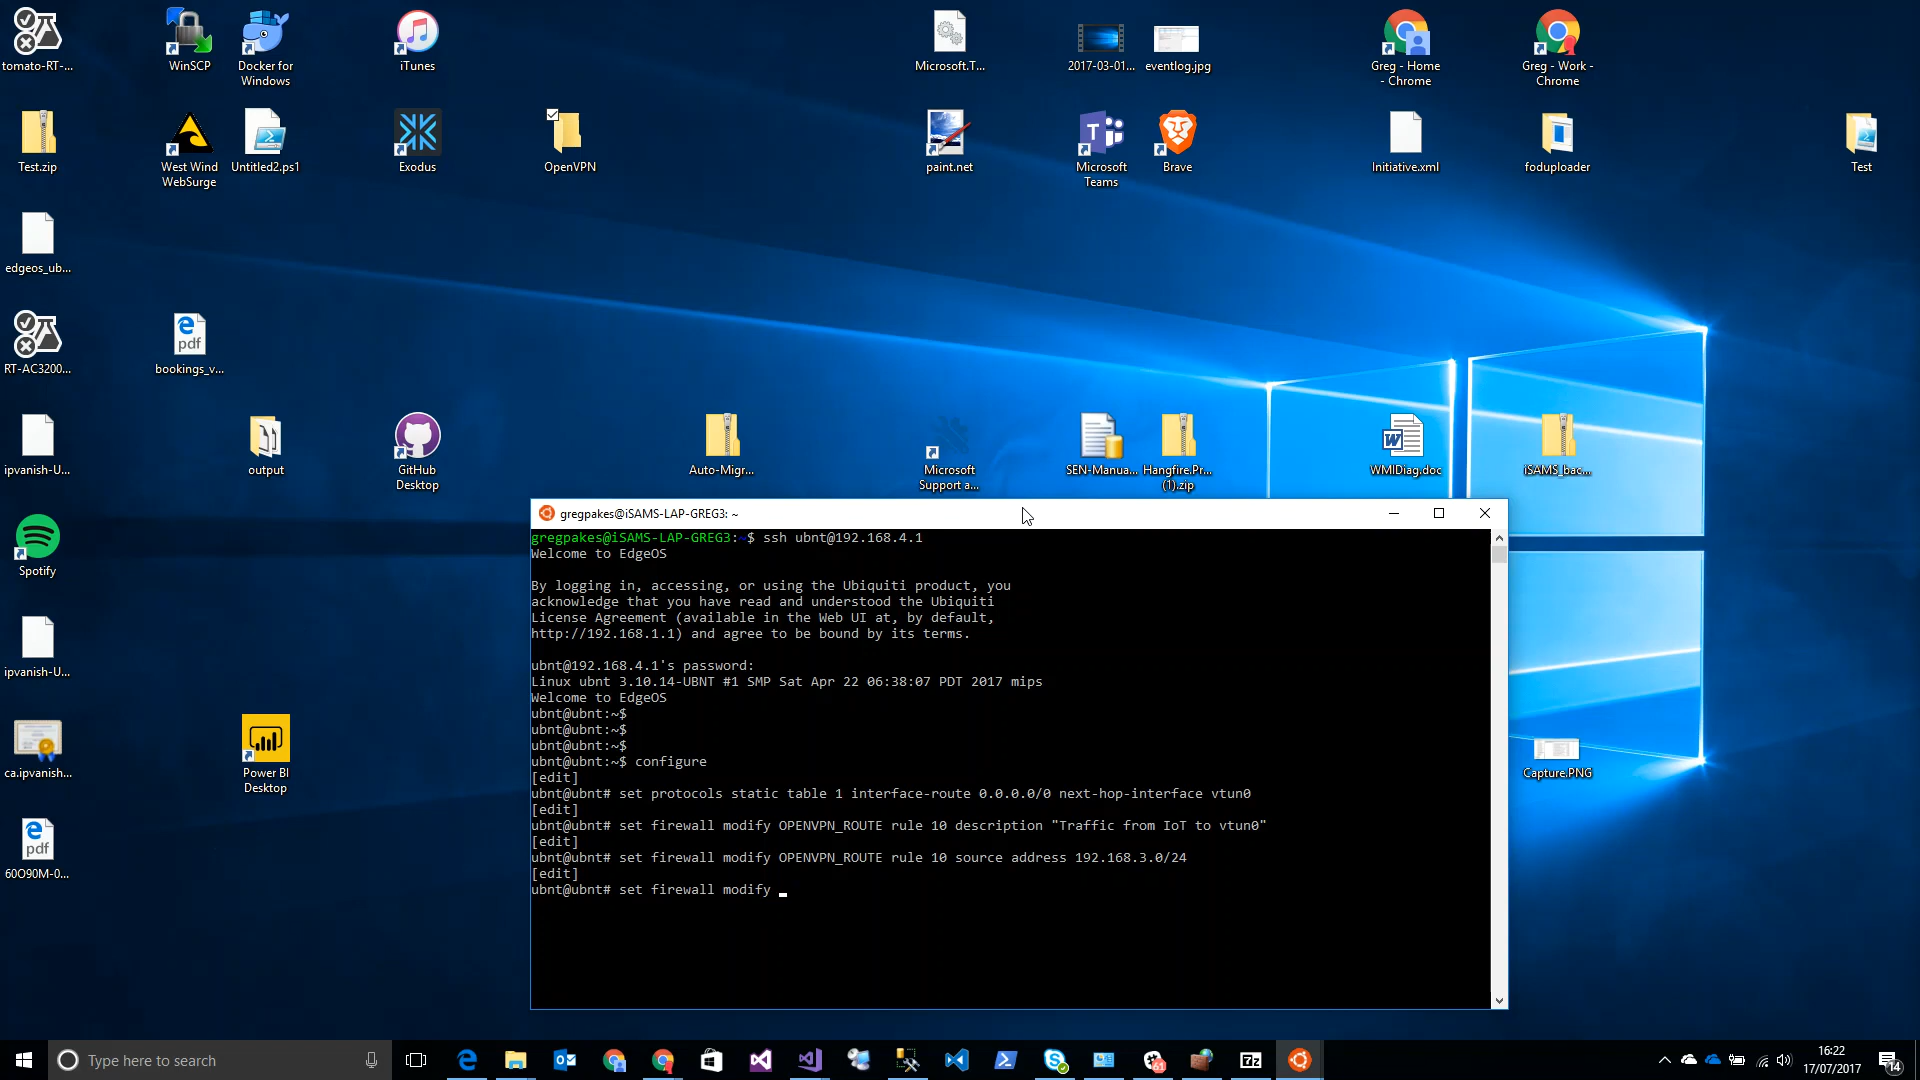 tomato-RT-...
WinSCP
Docker for
Windows
iTunes
Microsoft.T...
2017-03-01...
eventlog.jpg
Greg - Home
- Chrome
Greg - Work -
Chrome
Test.zip
West Wind
WebSurge
Untitled2.ps1
Exodus
OpenVPN
paint.net
Microsoft
Teams
Brave
Initiative.xml
foduploader
Test
edgeos_ub...
RT-AC3200...
pdf
bookings_v...
ipvanish-U...
output
GitHub
Desktop
Auto-Migr...
Microsoft
Support a...
SEN-Manua...
Hangfire.Pr...
(1).zip
WMIDiag.doc
iSAMS_bac...
Spotify
ipvanish-U...
ca.ipvanish...
Power BI
Desktop
Capture.PNG
pdf
60O90M-0...
gregpakes@iSAMS-LAP-GREG3: ~
gregpakes@iSAMS-LAP-GREG3:~$ ssh ubnt@192.168.4.1
Welcome to EdgeOS
By logging in, accessing, or using the Ubiquiti product, you
acknowledge that you have read and understood the Ubiquiti
License Agreement (available in the Web UI at, by default,
http://192.168.1.1) and agree to be bound by its terms.
ubnt@192.168.4.1's password:
Linux ubnt 3.10.14-UBNT #1 SMP Sat Apr 22 06:38:07 PDT 2017 mips
Welcome to EdgeOS
ubnt@ubnt:~$
ubnt@ubnt:~$
ubnt@ubnt:~$
ubnt@ubnt:~$ configure
[edit]
ubnt@ubnt# set protocols static table 1 interface-route 0.0.0.0/0 next-hop-interface vtun0
[edit]
ubnt@ubnt# set firewall modify OPENVPN_ROUTE rule 10 description "Traffic from IoT to vtun0"
[edit]
ubnt@ubnt# set firewall modify OPENVPN_ROUTE rule 10 source address 192.168.3.0/24
[edit]
ubnt@ubnt# set firewall modify _
Type here to search
61
7z
16:22
17/07/2017
14